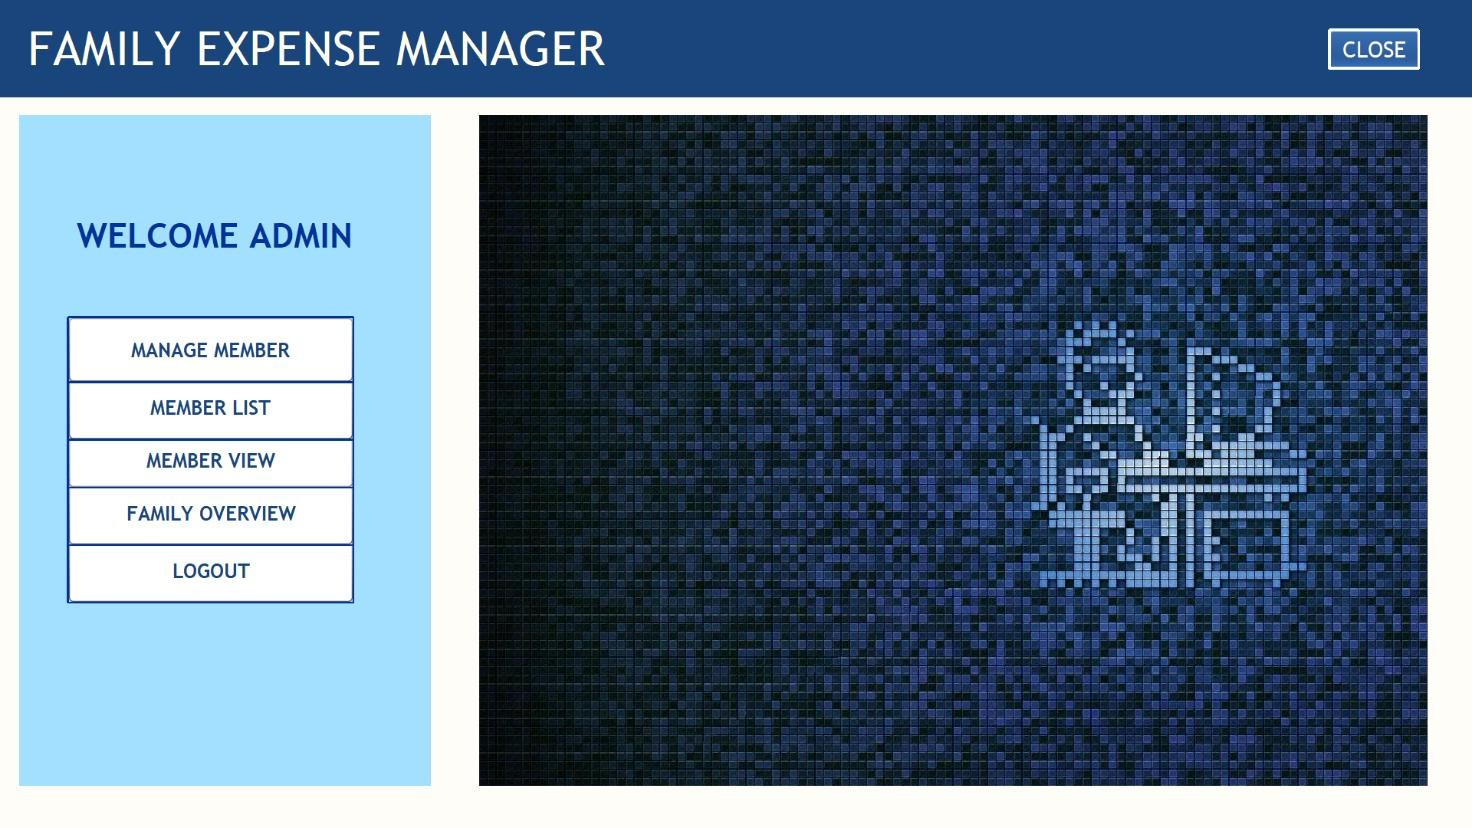 FAMILY EXPENSE MANAGER
CLOSE
WELCOME ADMIN
MANAGE MEMBER
MEMBER LIST
MEMBER VIEW
FAMILY OVERVIEW
LOGOUT